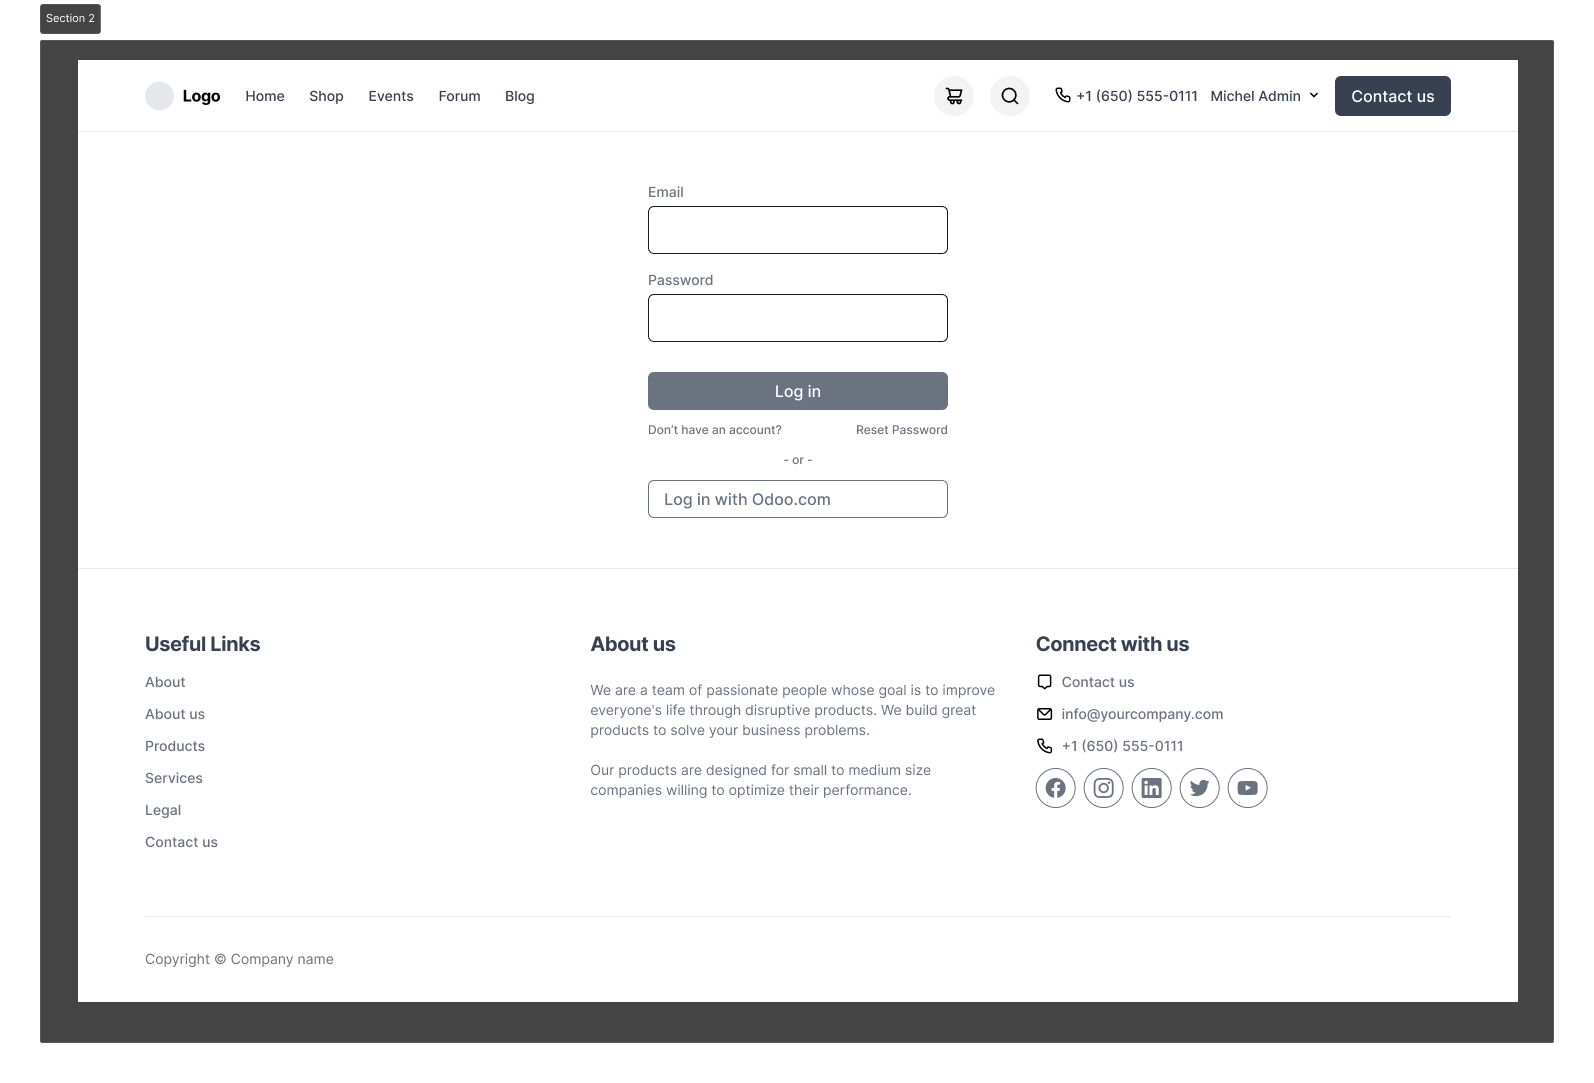 Section 2
Logo Home Shop Events Forum Blog +1 (650) 555-0111 Michel Admin Contact us
Email
Password
Log in
Don't have an account? Reset Password
- or -
Log in with Odoo.com
Useful Links
About
About us
Products
Services
Legal
Contact us
About us
We are a team of passionate people whose goal is to improve
everyone's life through disruptive products. We build great
products to solve your business problems.
Our products are designed for small to medium size
companies willing to optimize their performance.
Connect with us
Contact us
info@yourcompany.com
+1 (650) 555-0111
Copyright © Company name